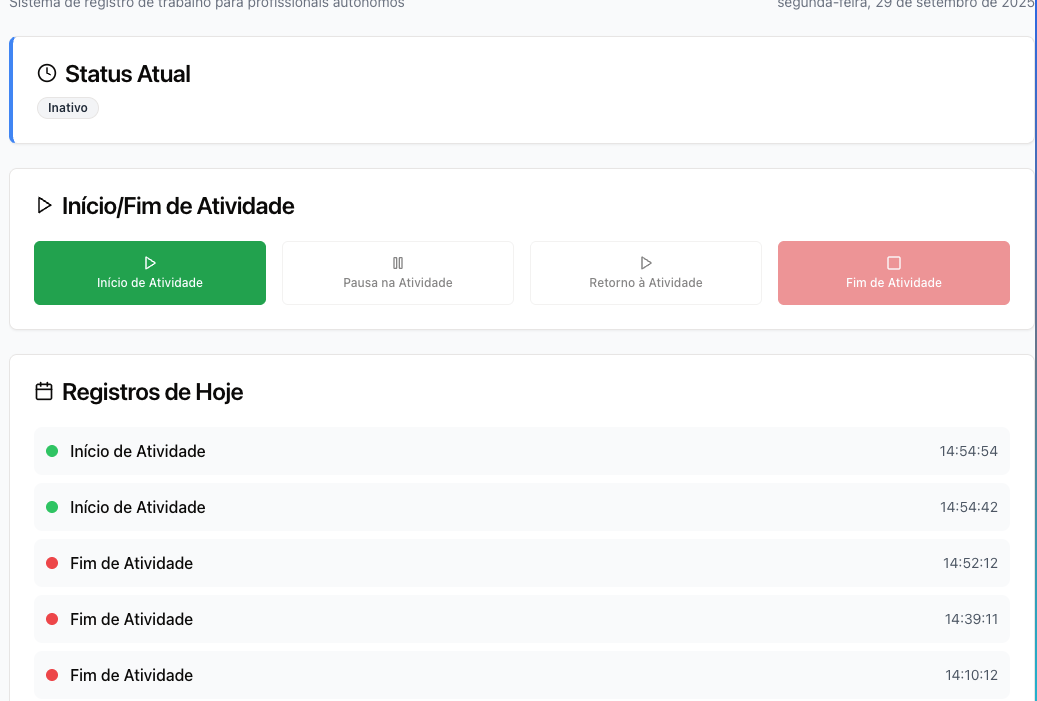 Sistema de registro de trabalho para profissionais autônomos
segunda-feira, 29 de setembro de 2025
Status Atual
Inativo
Início/Fim de Atividade
Início de Atividade
Pausa na Atividade
Retorno à Atividade
Fim de Atividade
Registros de Hoje
Início de Atividade 14:54:54
Início de Atividade 14:54:42
Fim de Atividade 14:52:12
Fim de Atividade 14:39:11
Fim de Atividade 14:10:12